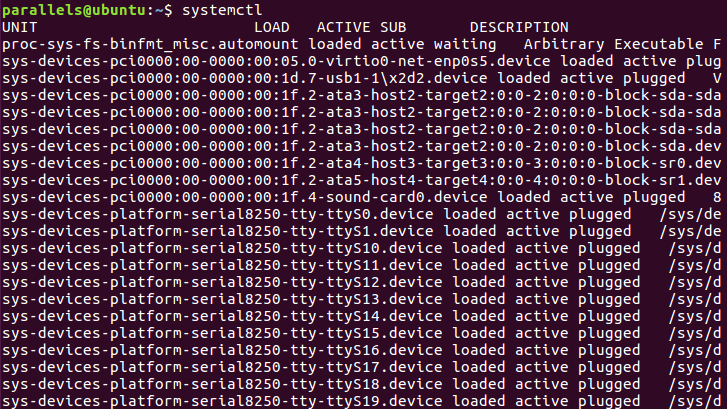 parallels@ubuntu:~$ systemctl
UNIT LOAD ACTIVE SUB DESCRIPTION
proc-sys-fs-binfmt_misc.automount loaded active waiting Arbitrary Executable F
sys-devices-pci0000:00-0000:00:05.0-virtio0-net-enp0s5.device loaded active plug
sys-devices-pci0000:00-0000:00:1d.7-usb1-1\x2d2.device loaded active plugged V
sys-devices-pci0000:00-0000:00:1f.2-ata3-host2-target2:0:0-2:0:0:0-block-sda-sda
sys-devices-pci0000:00-0000:00:1f.2-ata3-host2-target2:0:0-2:0:0:0-block-sda-sda
sys-devices-pci0000:00-0000:00:1f.2-ata3-host2-target2:0:0-2:0:0:0-block-sda-sda
sys-devices-pci0000:00-0000:00:1f.2-ata3-host2-target2:0:0-2:0:0:0-block-sda.dev
sys-devices-pci0000:00-0000:00:1f.2-ata4-host3-target3:0:0-3:0:0:0-block-sr0.dev
sys-devices-pci0000:00-0000:00:1f.2-ata5-host4-target4:0:0-4:0:0:0-block-sr1.dev
sys-devices-pci0000:00-0000:00:1f.4-sound-card0.device loaded active plugged 8
sys-devices-platform-serial8250-tty-ttyS0.device loaded active plugged /sys/de
sys-devices-platform-serial8250-tty-ttyS1.device loaded active plugged /sys/de
sys-devices-platform-serial8250-tty-ttyS10.device loaded active plugged /sys/d
sys-devices-platform-serial8250-tty-ttyS11.device loaded active plugged /sys/d
sys-devices-platform-serial8250-tty-ttyS12.device loaded active plugged /sys/d
sys-devices-platform-serial8250-tty-ttyS13.device loaded active plugged /sys/d
sys-devices-platform-serial8250-tty-ttyS14.device loaded active plugged /sys/d
sys-devices-platform-serial8250-tty-ttyS15.device loaded active plugged /sys/d
sys-devices-platform-serial8250-tty-ttyS16.device loaded active plugged /sys/d
sys-devices-platform-serial8250-tty-ttyS17.device loaded active plugged /sys/d
sys-devices-platform-serial8250-tty-ttyS18.device loaded active plugged /sys/d
sys-devices-platform-serial8250-tty-ttyS19.device loaded active plugged /sys/d